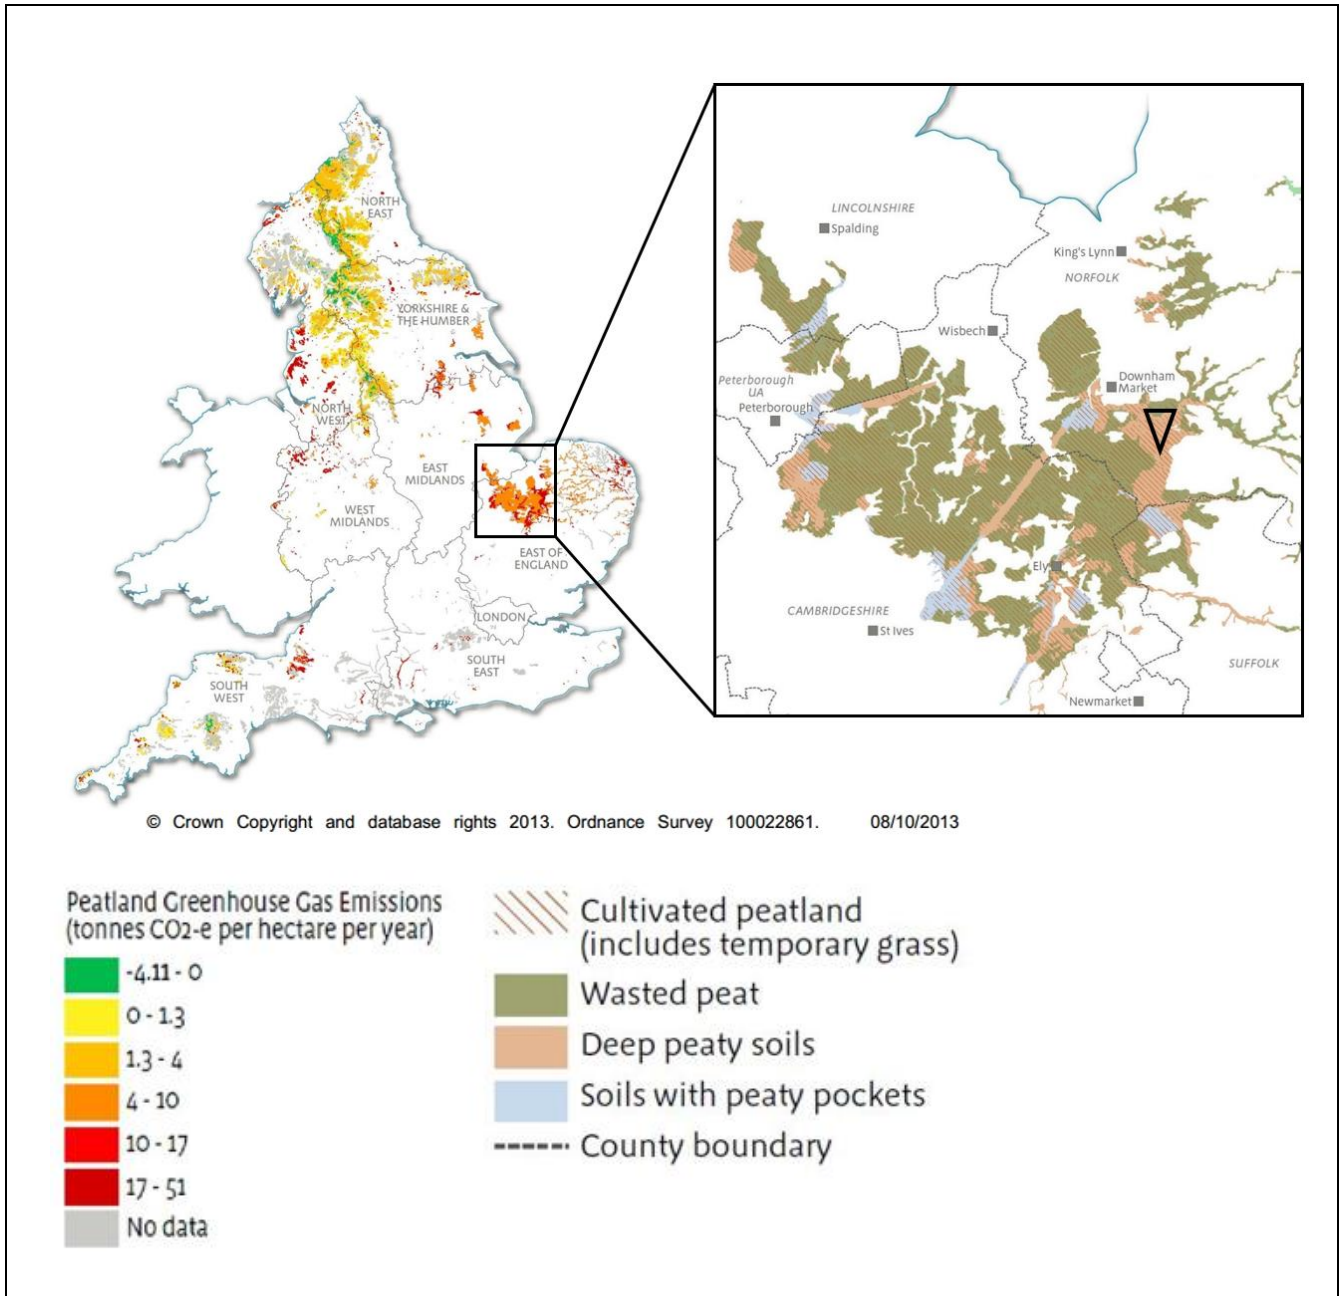 NORTH
EAST
YORKSHIRE &
THE HUMBER
NORTH
WEST
EAST
MIDLANDS
WEST
MIDLANDS
EAST OF
ENGLAND
LONDON
SOUTH
EAST
SOUTH
WEST
LINCOLNSHIRE
Spalding
King's Lynn
NORFOLK
Wisbech
Peterborough
UA
Peterborough
Downham
Market
Ely
CAMBRIDGESHIRE
St Ives
SUFFOLK
Newmarket
© Crown Copyright and database rights 2013. Ordnance Survey 100022861. 08/10/2013
Peatland Greenhouse Gas Emissions
(tonnes CO2-e per hectare per year)
-4.11 - 0
0 - 1.3
1.3 - 4
4 - 10
10 - 17
17 - 51
No data
Cultivated peatland
(includes temporary grass)
Wasted peat
Deep peaty soils
Soils with peaty pockets
County boundary